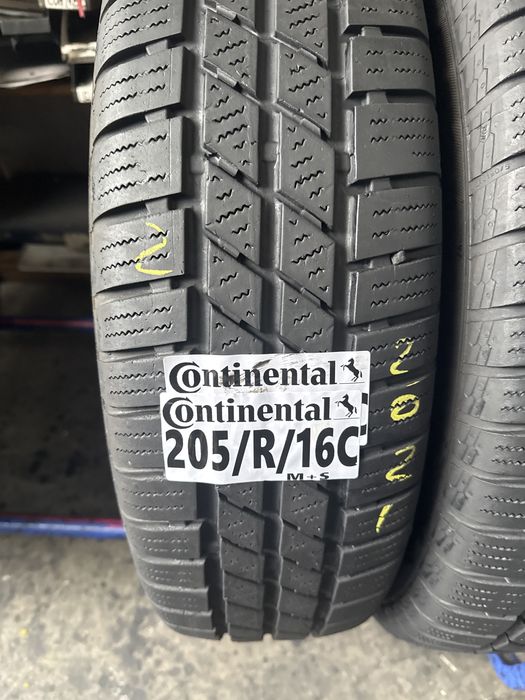 2
Continental
Continental
205/R/16C
M+S
2021